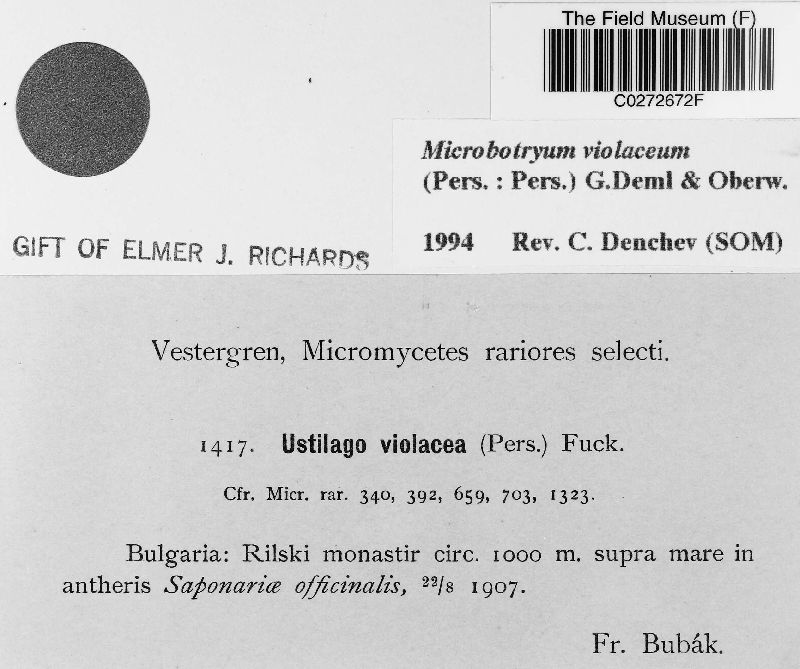 The Field Museum (F)
C0272672F
Microbotryum violaceum
(Pers. : Pers.) G.Deml & Oberw.
1994 Rev. C. Denchev (SOM)
GIFT OF ELMER J. RICHARDS
Vestergren, Micromycetes rariores selecti.
1417. Ustilago violacea (Pers.) Fuck.
Cfr. Micr. rar. 340, 392, 659, 703, 1323.
Bulgaria: Rilski monastir circ. 1000 m. supra mare in
antheris Saponariæ officinalis, 22/8 1907.
Fr. Bubák.